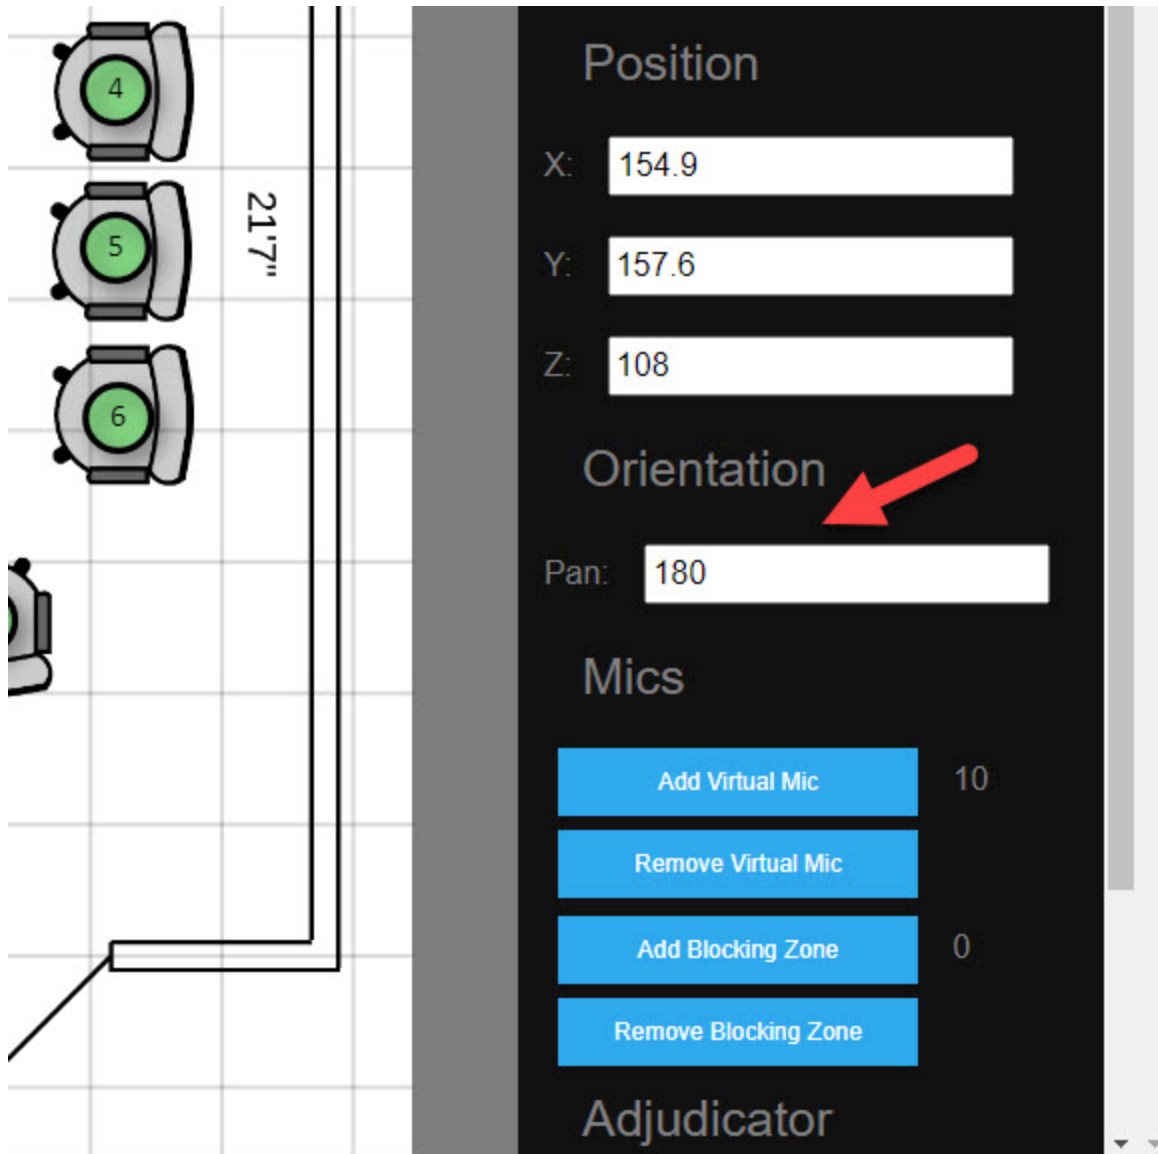 4
5
6
21'7"
Position
X: 154.9
Y: 157.6
Z: 108
Orientation
Pan: 180
Mics
Add Virtual Mic 10
Remove Virtual Mic
Add Blocking Zone 0
Remove Blocking Zone
Adjudicator